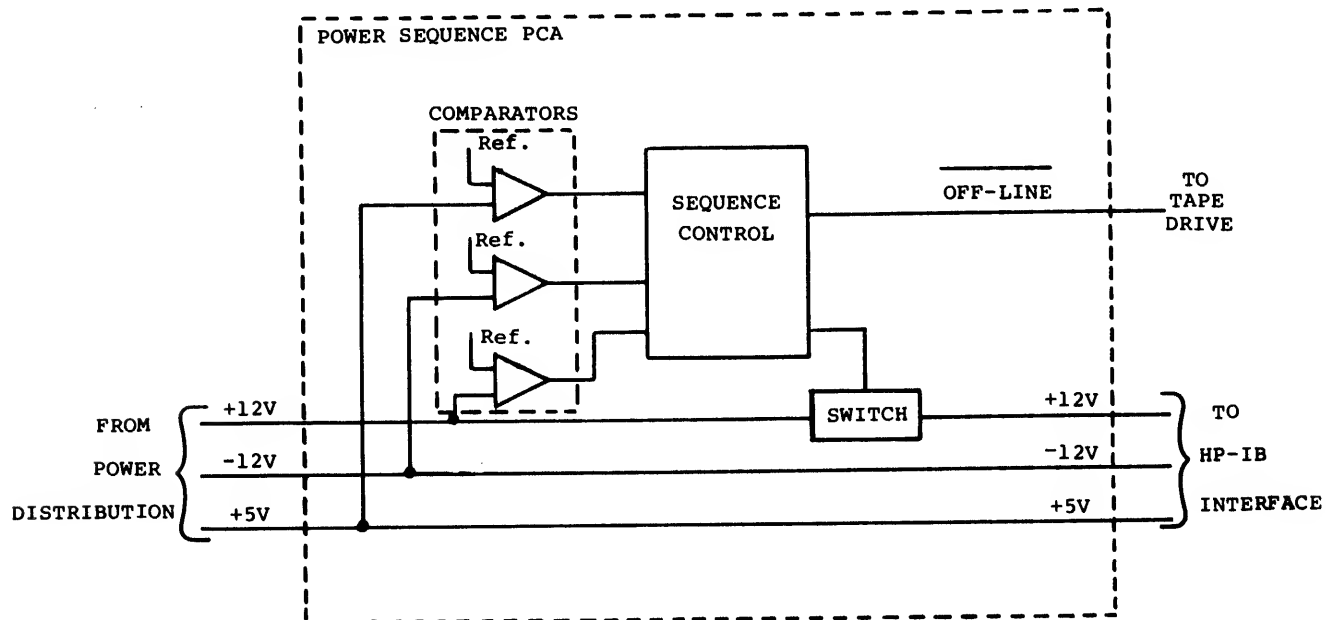 POWER SEQUENCE PCA
COMPARATORS
Ref.
Ref.
Ref.
SEQUENCE
CONTROL
OFF-LINE
TO
TAPE
DRIVE
SWITCH
FROM
POWER
DISTRIBUTION
+12V
-12V
+5V
+12V
-12V
+5V
TO
HP-IB
INTERFACE